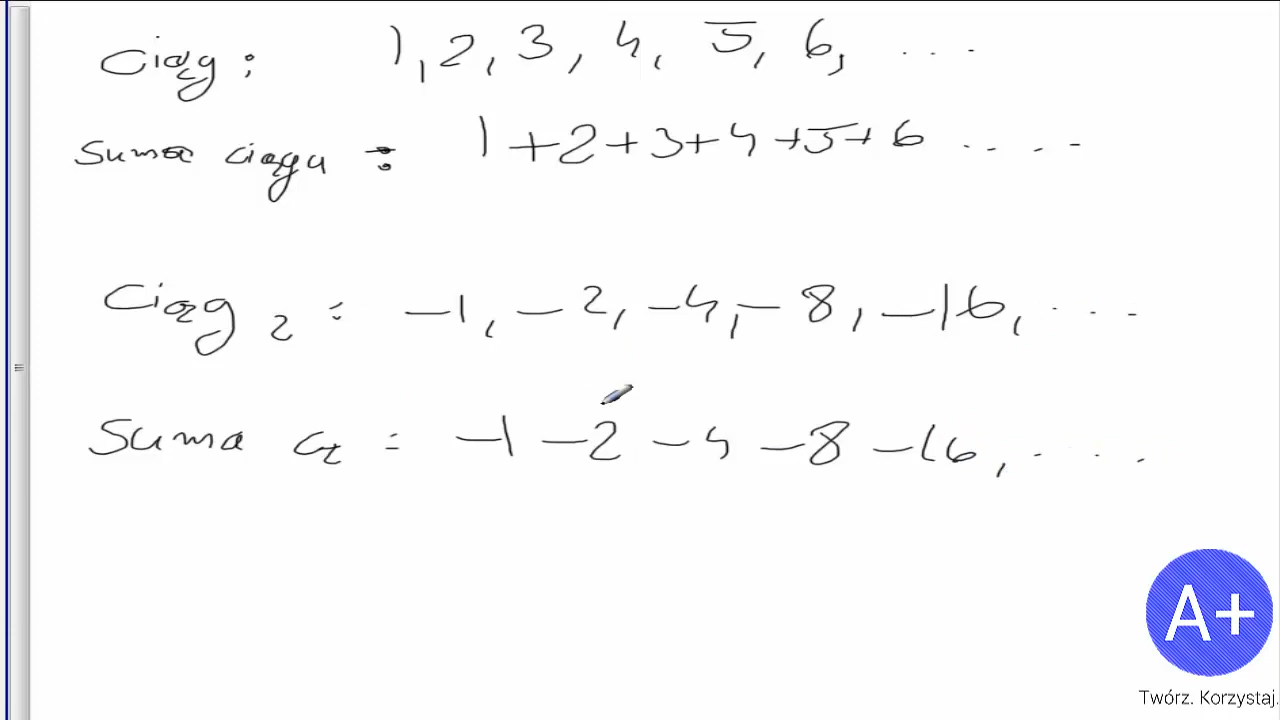 Ciąg : 1, 2, 3, 4, 5, 6, ....
Suma ciągu : 1 + 2 + 3 + 4 + 5 + 6 ....
Ciąg 2 : -1, -2, -4, -8, -16, ....
Suma = -1 -2 -4 -8 -16, ....
A+
Twórz. Korzystaj.